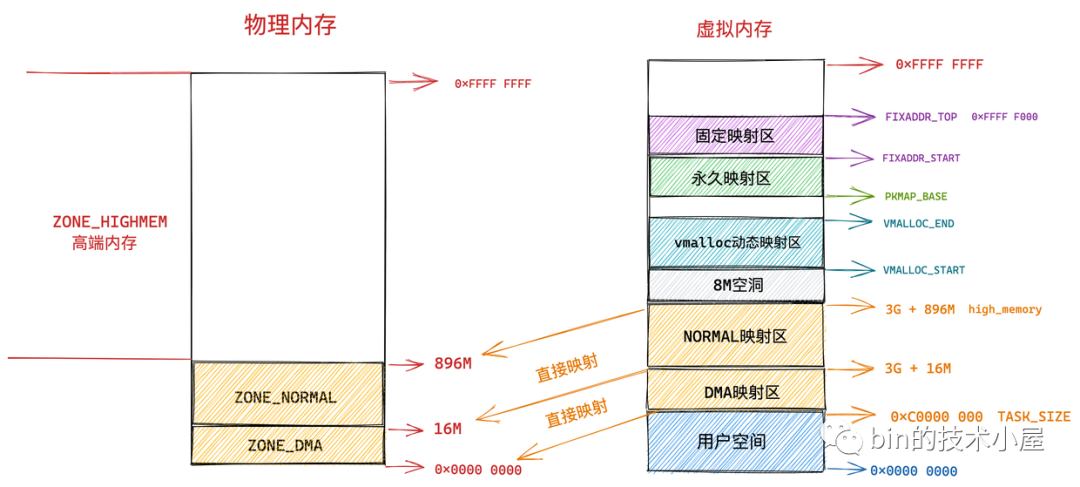 物理内存
0×FFFF FFFF
ZONE_HIGHMEM
高端内存
896M
ZONE_NORMAL
16M
ZONE_DMA
0×0000 0000
直接映射
直接映射
虚拟内存
0×FFFF FFFF
FIXADDR_TOP 0×FFFF F000
固定映射区
FIXADDR_START
永久映射区
PKMAP_BASE
VMALLOC_END
vmalloc动态映射区
VMALLOC_START
8M空洞
3G + 896M high_memory
NORMAL映射区
3G + 16M
DMA映射区
0×C0000 000 TASK_SIZE
用户空间
bin的技术小屋
0×0000 0000